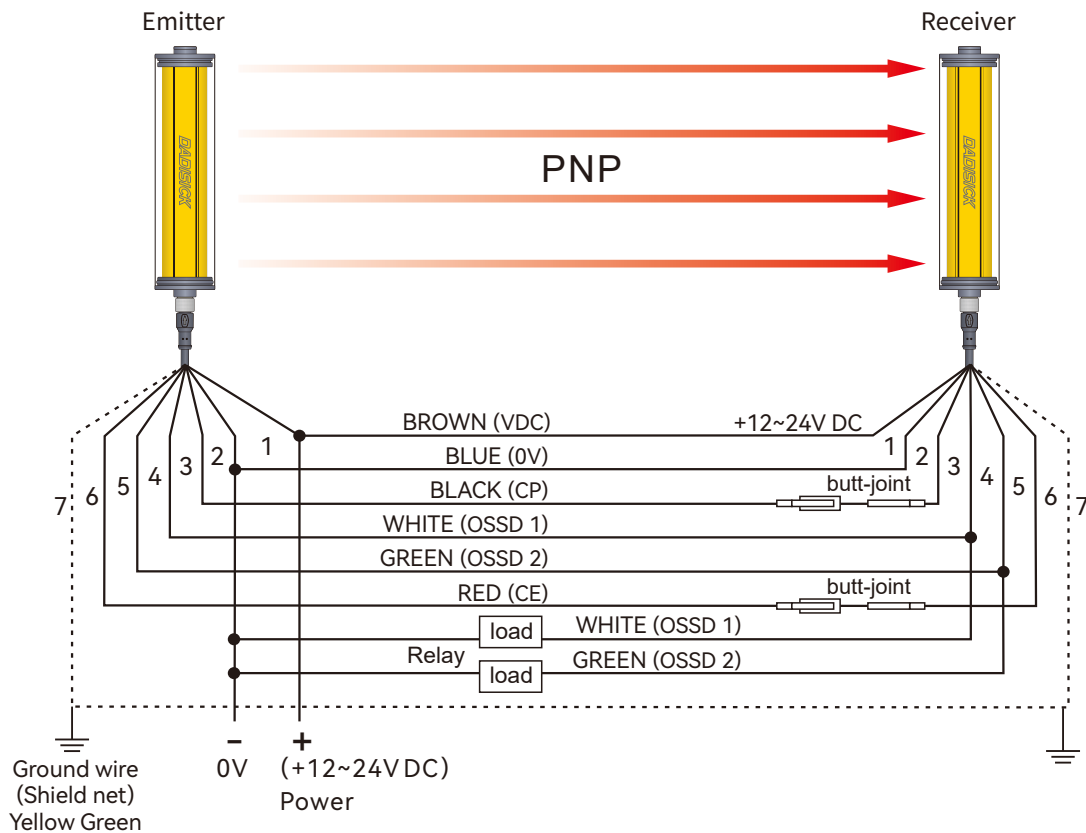 Emitter
Receiver
DADISICK
DADISICK
PNP
BROWN (VDC)
+12~24V DC
BLUE (0V)
BLACK (CP)
butt-joint
WHITE (OSSD 1)
GREEN (OSSD 2)
RED (CE)
butt-joint
load
WHITE (OSSD 1)
Relay
load
GREEN (OSSD 2)
7
6
5
4
3
2
1
1
2
3
4
5
6
7
−
+
0V
(+12~24V DC)
Power
Ground wire
(Shield net)
Yellow Green